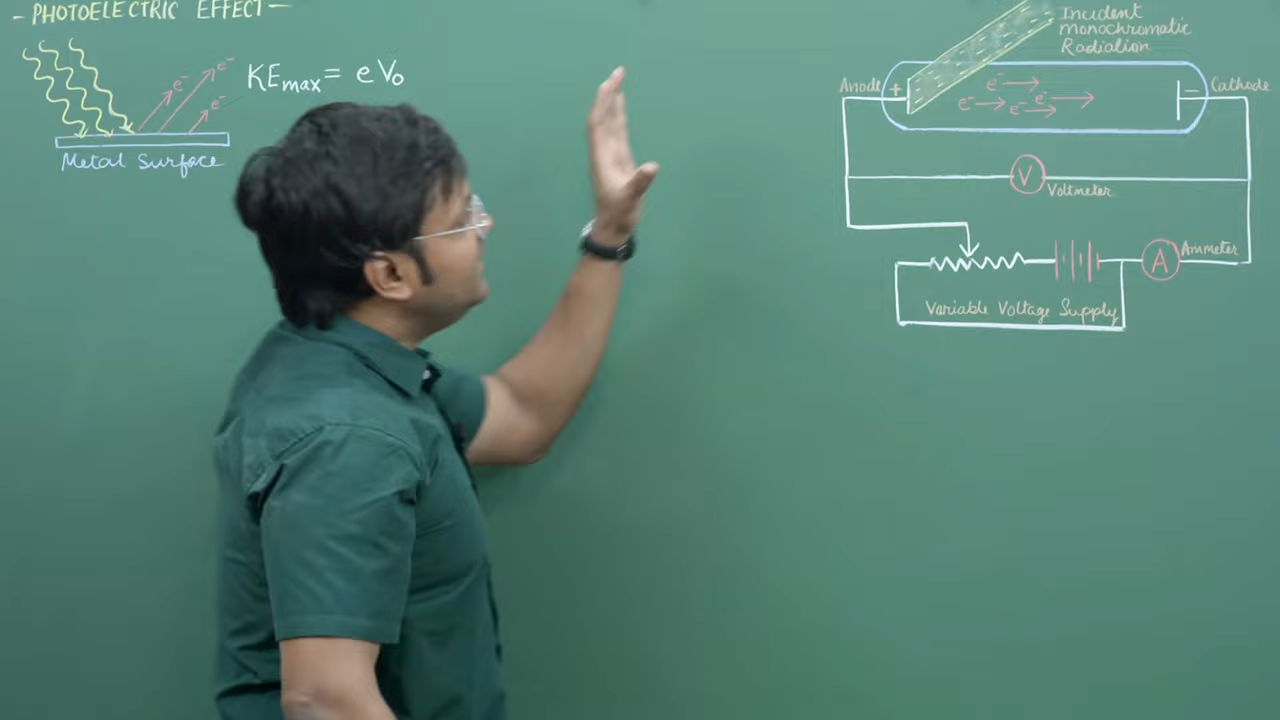 - PHOTOELECTRIC EFFECT -
e⁻ e⁻ e⁻
KEmax = eV₀
Metal Surface
Incident
Monochromatic
Radiation
Anode + − Cathode
e⁻ e⁻ e⁻ e⁻
V Voltmeter
A Ammeter
Variable Voltage Supply